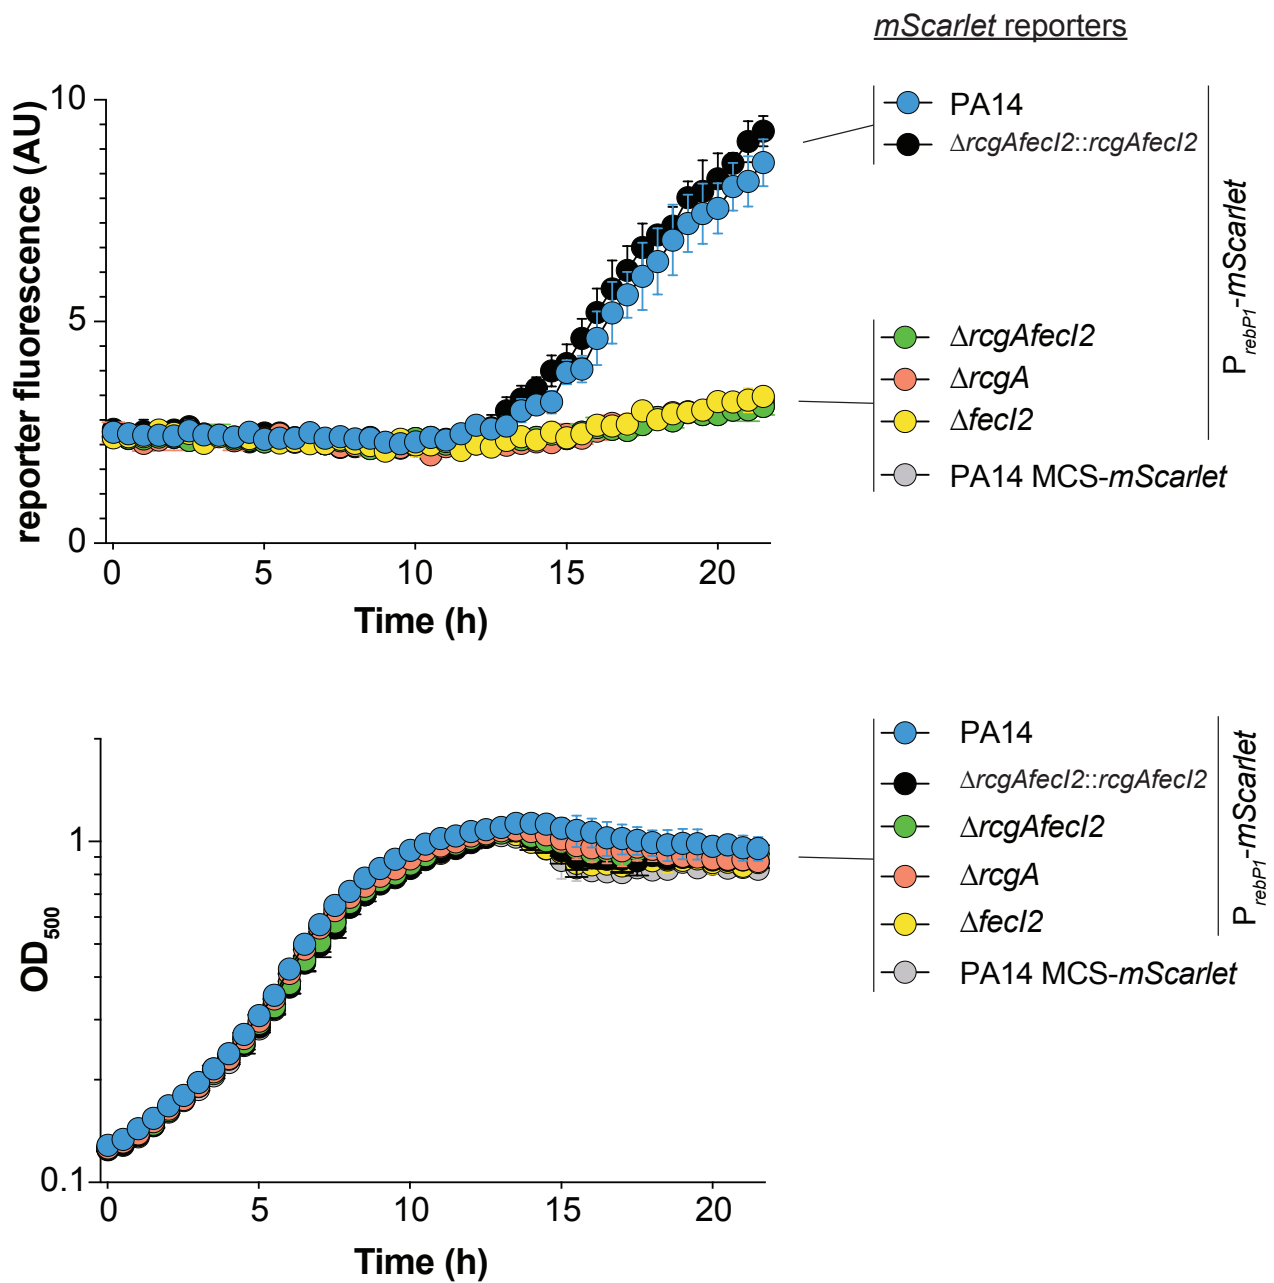 mScarlet reporters
10
5
0
reporter fluorescence (AU)
0 5 10 15 20
Time (h)
PA14
ΔrcgAfecI2::rcgAfecI2
ΔrcgAfecI2
ΔrcgA
ΔfecI2
PA14 MCS-mScarlet
PrebP1-mScarlet
1
0.1
OD500
0 5 10 15 20
Time (h)
PA14
ΔrcgAfecI2::rcgAfecI2
ΔrcgAfecI2
ΔrcgA
ΔfecI2
PA14 MCS-mScarlet
PrebP1-mScarlet